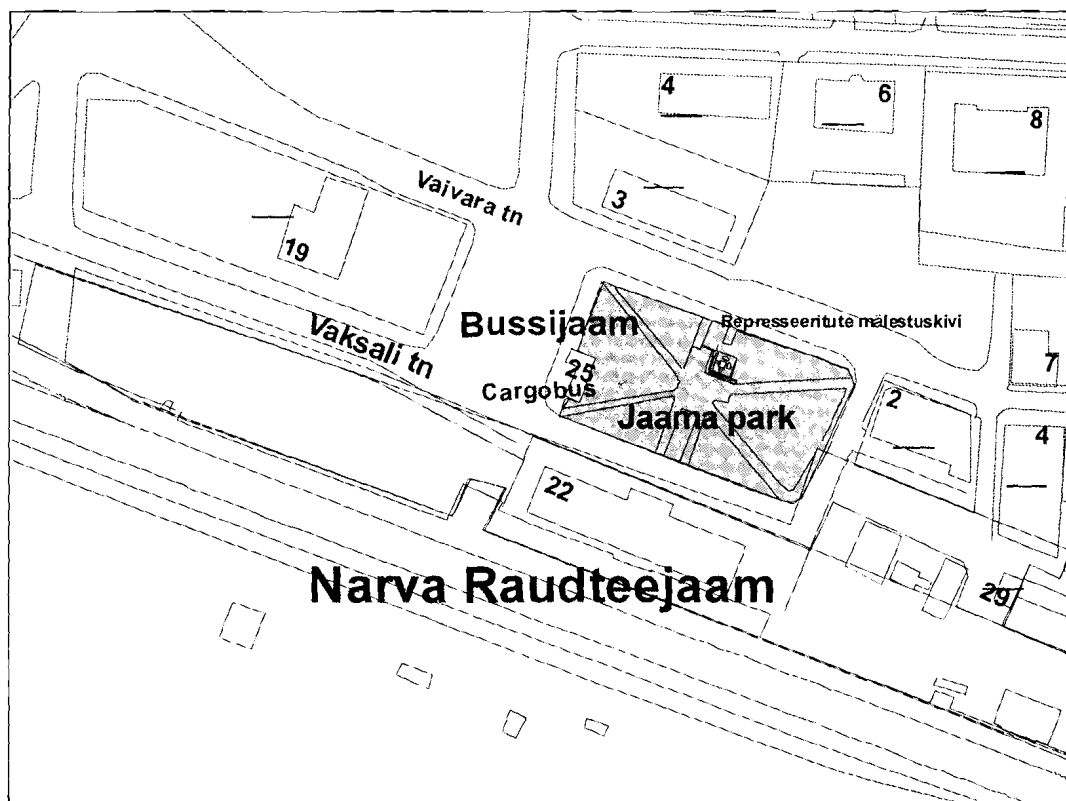 4
6
8
Vaivara tn
3
19
Bussijaam
Represseeritute mälestuskivi
Vaksali tn
25
7
Cargobus
Jaama park
2
4
22
Narva Raudteejaam
29